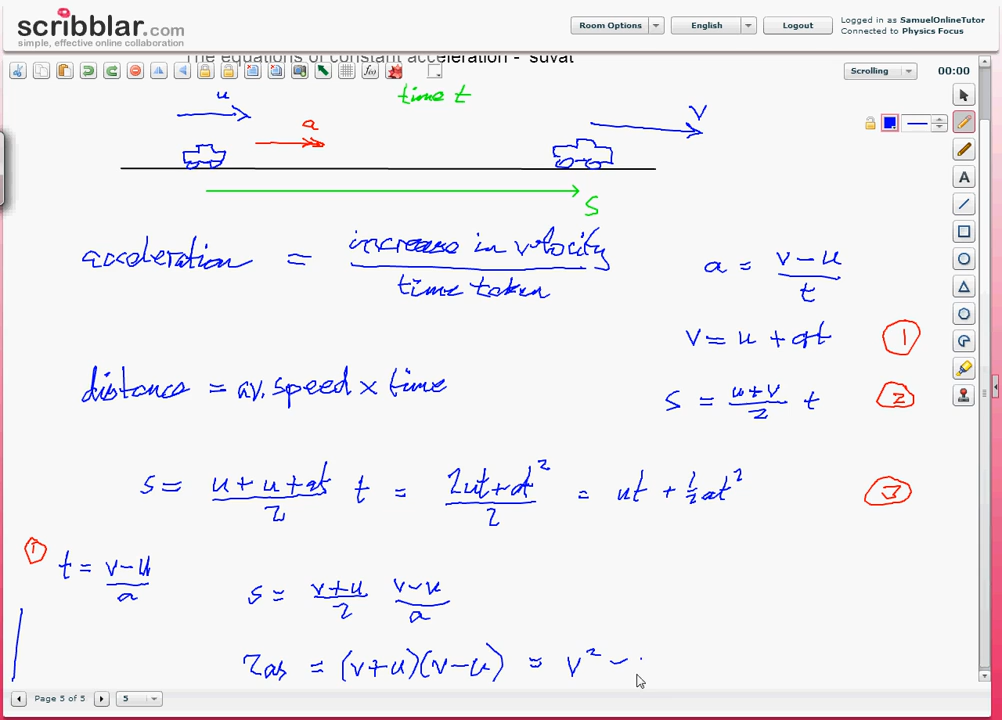 scribblar.com
simple, effective online collaboration
Room Options
English
Logout
Logged in as SamuelOnlineTutor
Connected to Physics Focus
The equations of constant acceleration - 'suvat'
f(x)
Scrolling
00:00
time t
u
a
V
S
A
acceleration = increase in velocity / time taken
a = v-u / t
v = u + at ①
distance = av. speed × time
s = u+v / 2 t ②
s = u + u + at / 2 t = 2ut + at² / 2 = ut + ½at² ③
① t = v-u / a
s = v+u / 2 v-u / a
2as = (v+u)(v-u) = v² -
Page 5 of 5
5